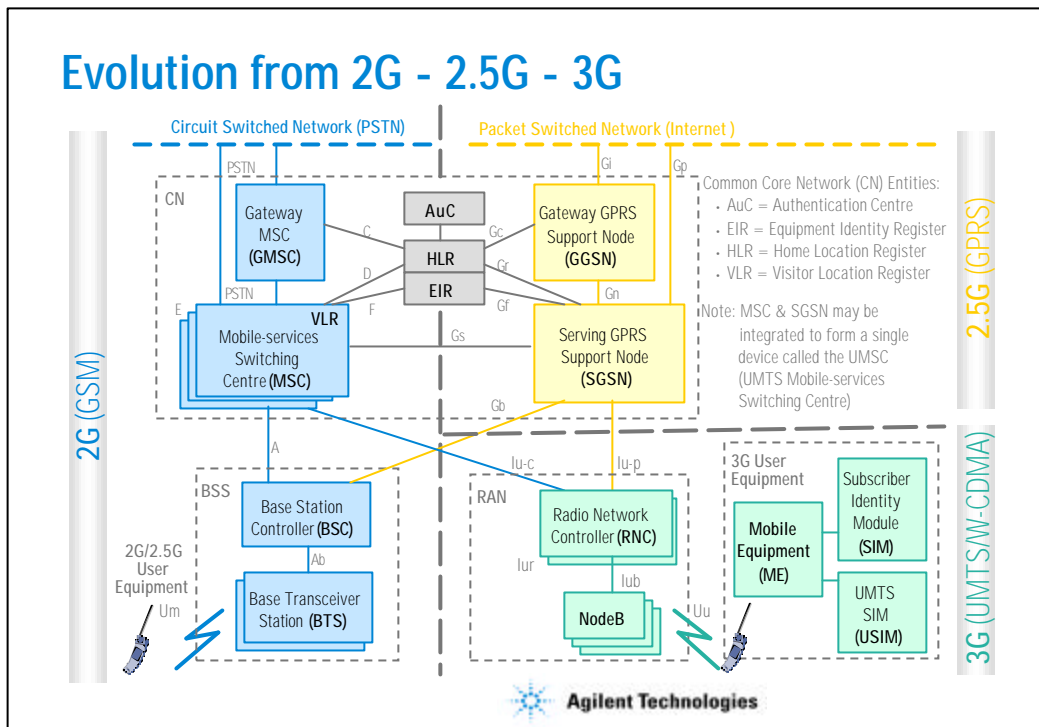 Evolution from 2G - 2.5G - 3G
Circuit Switched Network (PSTN)
Packet Switched Network (Internet )
PSTN
Gi
Gp
CN
Gateway
MSC
(GMSC)
C
AuC
HLR
EIR
Gc
Gr
Gf
D
F
Gateway GPRS
Support Node
(GGSN)
Gn
Common Core Network (CN) Entities:
• AuC = Authentication Centre
• EIR = Equipment Identity Register
• HLR = Home Location Register
• VLR = Visitor Location Register
Note: MSC & SGSN may be
integrated to form a single
device called the UMSC
(UMTS Mobile-services
Switching Centre)
E
PSTN
VLR
Mobile-services
Switching
Centre (MSC)
Gs
Serving GPRS
Support Node
(SGSN)
2G (GSM)
2.5G (GPRS)
A
Gb
Iu-c
Iu-p
BSS
Base Station
Controller (BSC)
Ab
Base Transceiver
Station (BTS)
2G/2.5G
User
Equipment
Um
RAN
Radio Network
Controller (RNC)
Iur
Iub
NodeB
Uu
3G User
Equipment
Mobile
Equipment
(ME)
Subscriber
Identity
Module
(SIM)
UMTS
SIM
(USIM)
3G (UMTS/W-CDMA)
Agilent Technologies